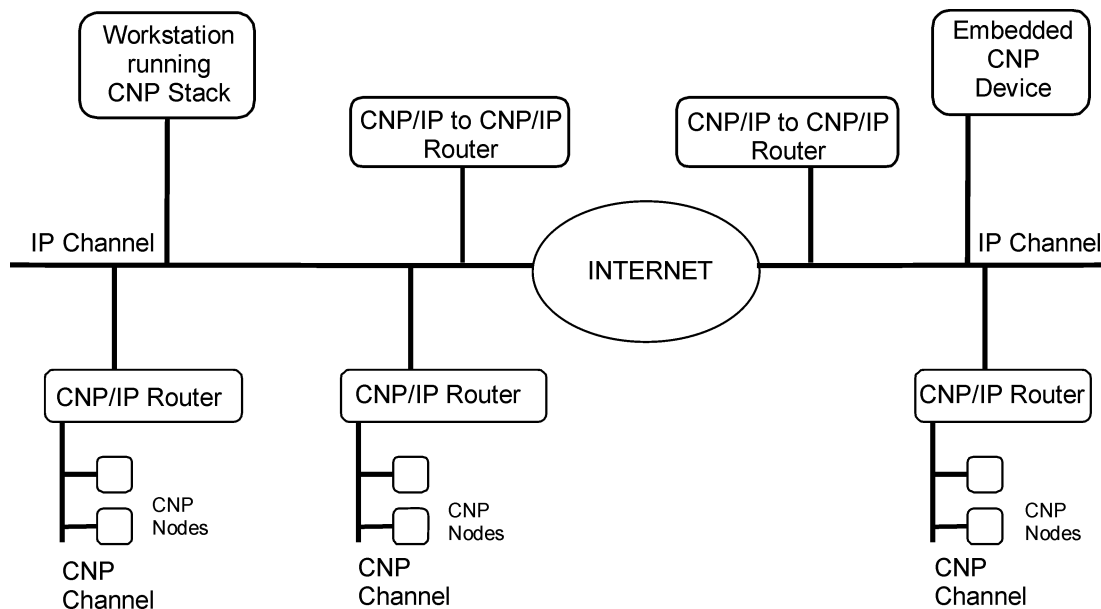 Workstation
running
CNP Stack
Embedded
CNP
Device
CNP/IP to CNP/IP
Router
CNP/IP to CNP/IP
Router
IP Channel
IP Channel
INTERNET
CNP/IP Router
CNP/IP Router
CNP/IP Router
CNP
Nodes
CNP
Nodes
CNP
Nodes
CNP
Channel
CNP
Channel
CNP
Channel